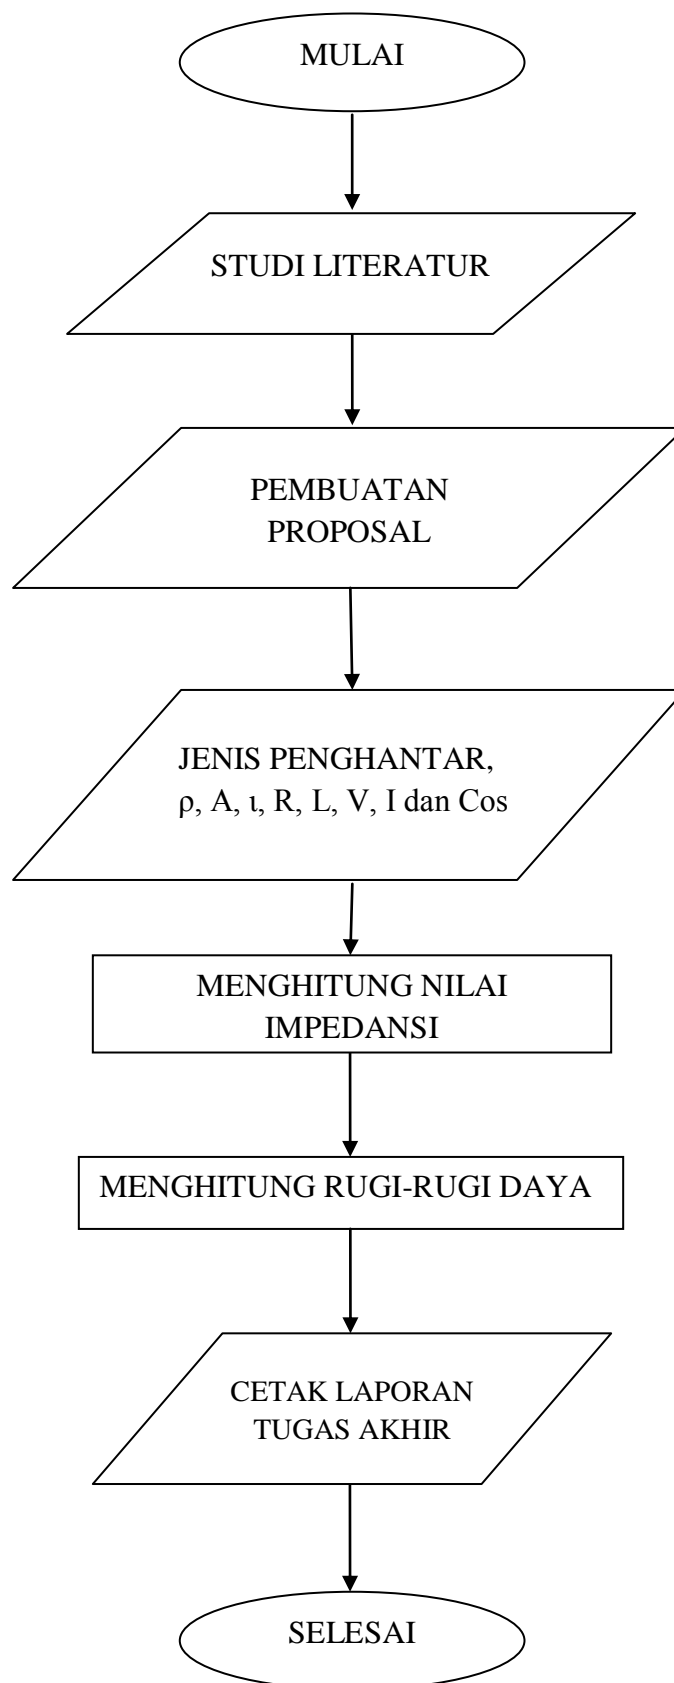 MULAI
STUDI LITERATUR
PEMBUATAN
PROPOSAL
JENIS PENGHANTAR,
ρ, A, ι, R, L, V, I dan Cos
MENGHITUNG NILAI
IMPEDANSI
MENGHITUNG RUGI-RUGI DAYA
CETAK LAPORAN
TUGAS AKHIR
SELESAI